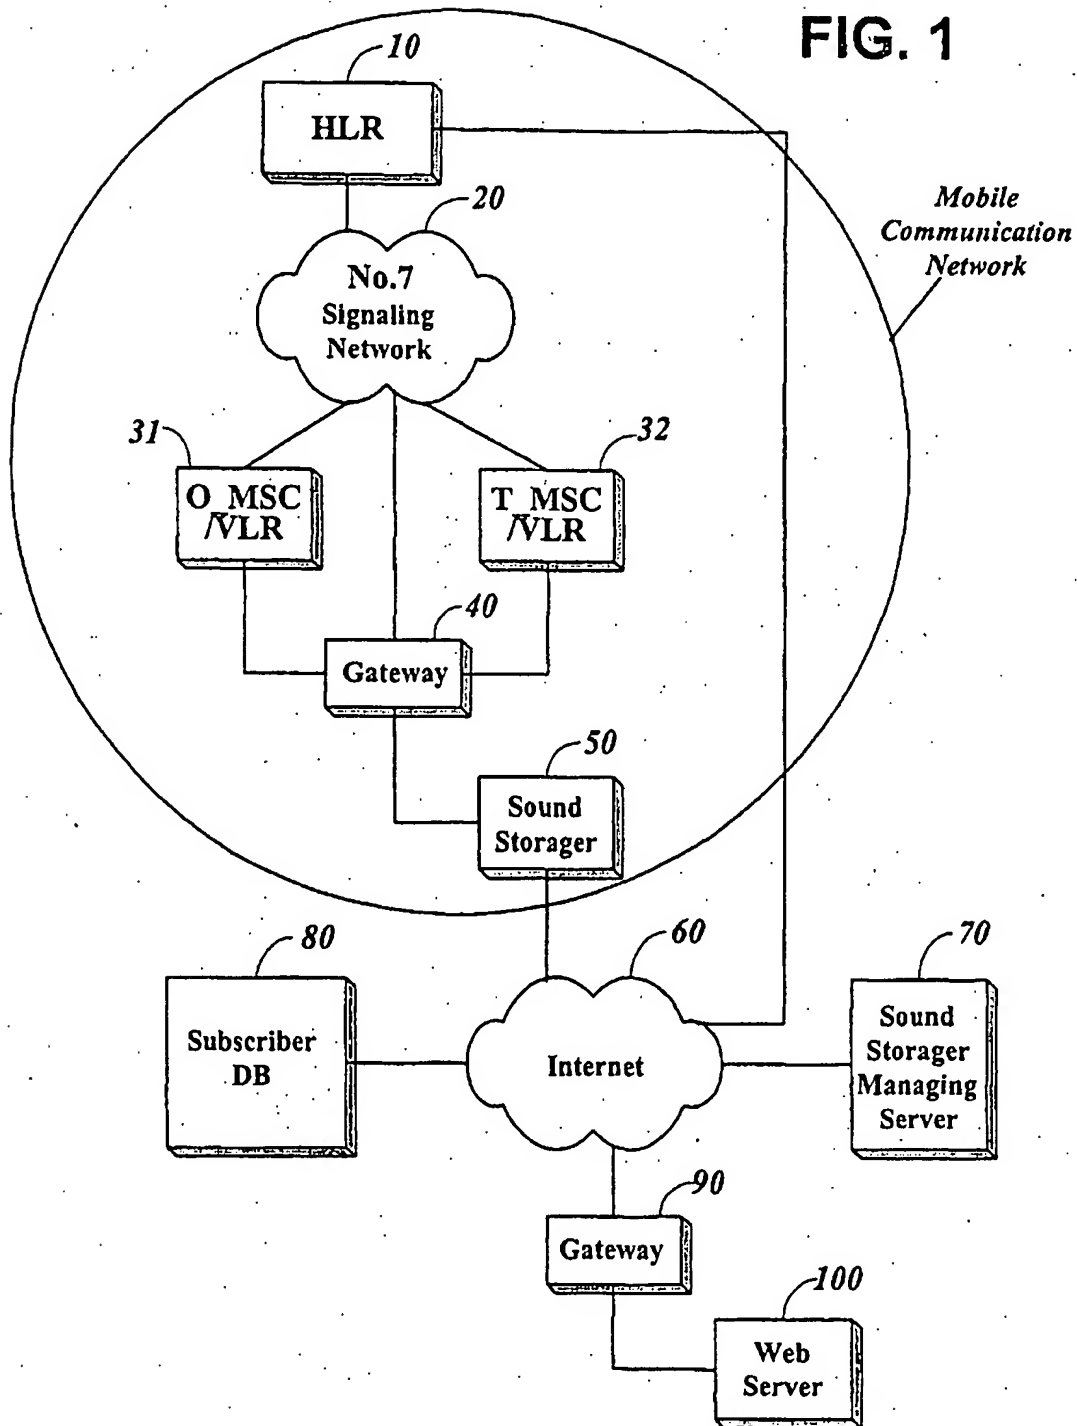 FIG. 1
10
HLR
20
Mobile
Communication
Network
No.7
Signaling
Network
31
32
O_MSC
/VLR
T_MSC
/VLR
40
Gateway
50
Sound
Storager
80
60
70
Subscriber
DB
Internet
Sound
Storager
Managing
Server
90
Gateway
100
Web
Server